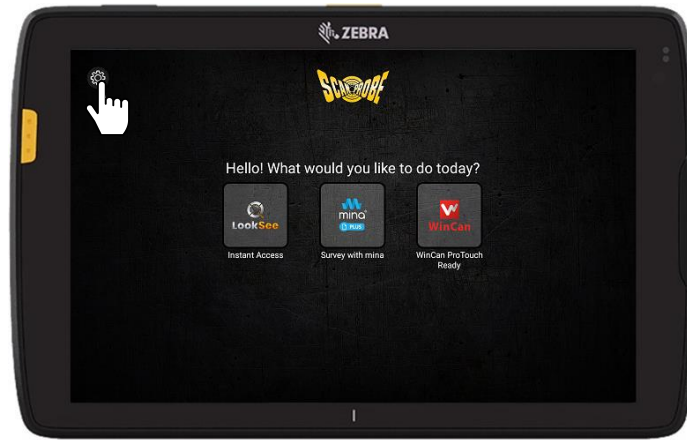 ZEBRA
SCANPROBE
Hello! What would you like to do today?
LookSee
mina
PLUS
WinCan
Instant Access
Survey with mina
WinCan ProTouch
Ready